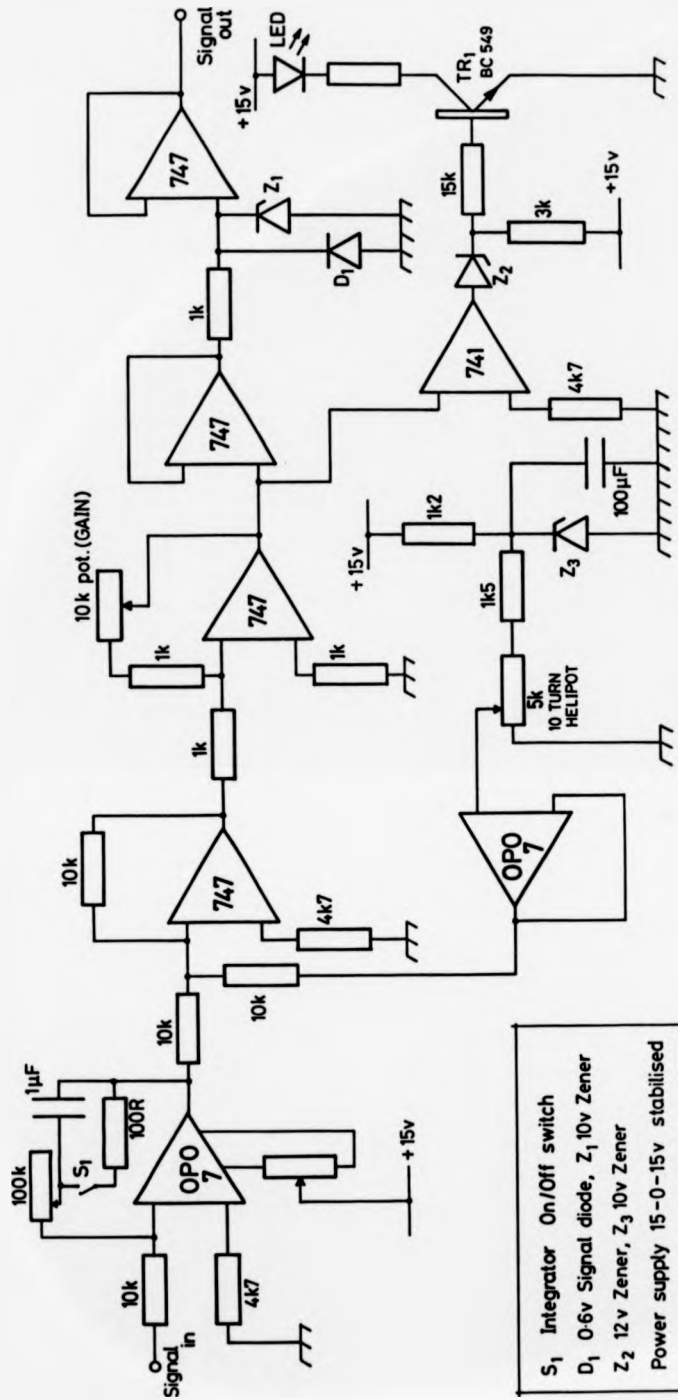 Signal
in
10k
4k7
100k
S1
1μF
100R
OPO
7
+15v
10k
10k
10k
747
4k7
1k
10k pot. (GAIN)
1k
747
1k
747
1k
747
Signal
out
D1
Z1
OPO
7
5k
10 TURN
HELIPOT
1k5
+15v
1k2
Z3
100μF
741
4k7
Z2
15k
3k
+15v
+15v
LED
TR1
BC 549
S1 Integrator On/Off switch
D1 0·6v Signal diode, Z1 10v Zener
Z2 12v Zener, Z3 10v Zener
Power supply 15-0-15v stabilised